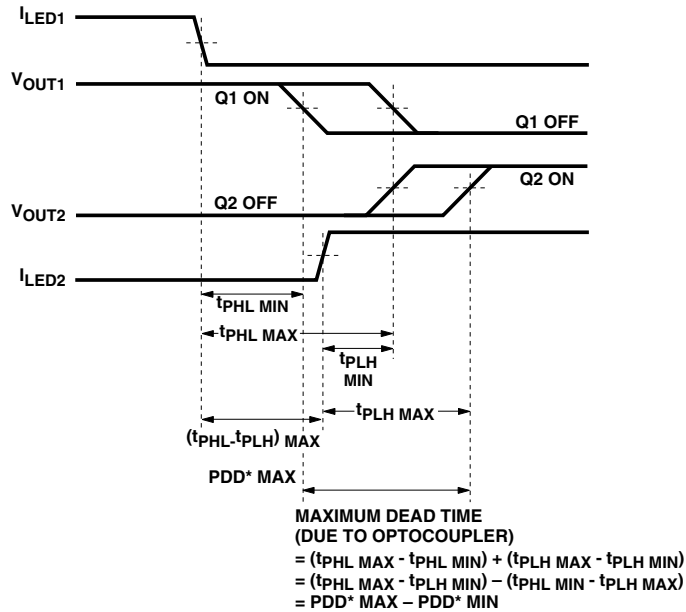 ILED1
VOUT1
Q1 ON
Q1 OFF
Q2 ON
Q2 OFF
VOUT2
ILED2
tPHL MIN
tPHL MAX
tPLH
MIN
tPLH MAX
(tPHL-tPLH) MAX
PDD* MAX
MAXIMUM DEAD TIME
(DUE TO OPTOCOUPLER)
= (tPHL MAX - tPHL MIN) + (tPLH MAX - tPLH MIN)
= (tPHL MAX - tPLH MIN) – (tPHL MIN - tPLH MAX)
= PDD* MAX – PDD* MIN